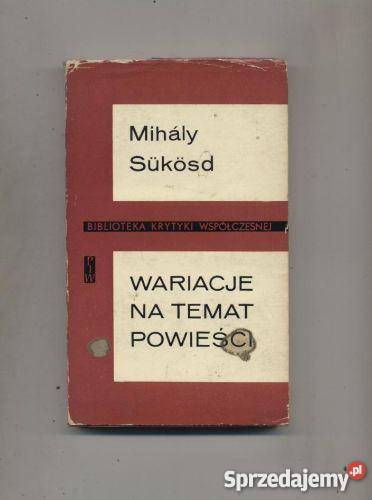 Mihály
Sükösd
BIBLIOTEKA KRYTYKI WSPÓŁCZESNEJ
PIW
WARIACJE
NA TEMAT
POWIEŚCI
Sprzedajemy.pl